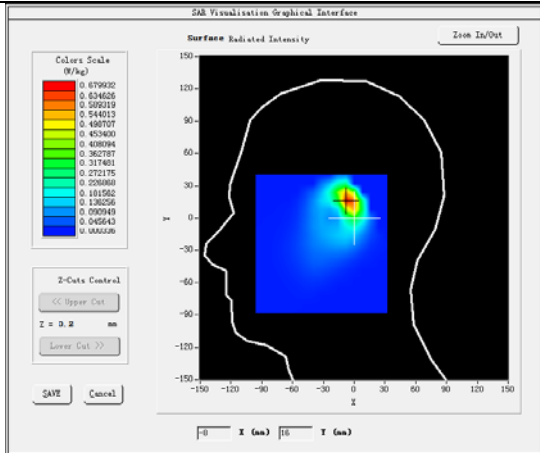 SAR Visualisation Graphical Interface
Surface Radiated Intensity
Zoom In/Out
Colors Scale
(W/kg)
0.679932
0.634626
0.589319
0.544013
0.498707
0.453400
0.408094
0.362787
0.317481
0.272175
0.226868
0.181562
0.136256
0.090949
0.045643
0.000336
150
120
90
60
30
0
-30
-60
-90
-120
-150
Y
-150 -120 -90 -60 -30 0 30 60 90 120 150
X
Z-Cuts Control
<< Upper Cut
Z = 3.2 mm
Lower Cut >>
SAVE Cancel
-8 X (mm) 16 Y (mm)